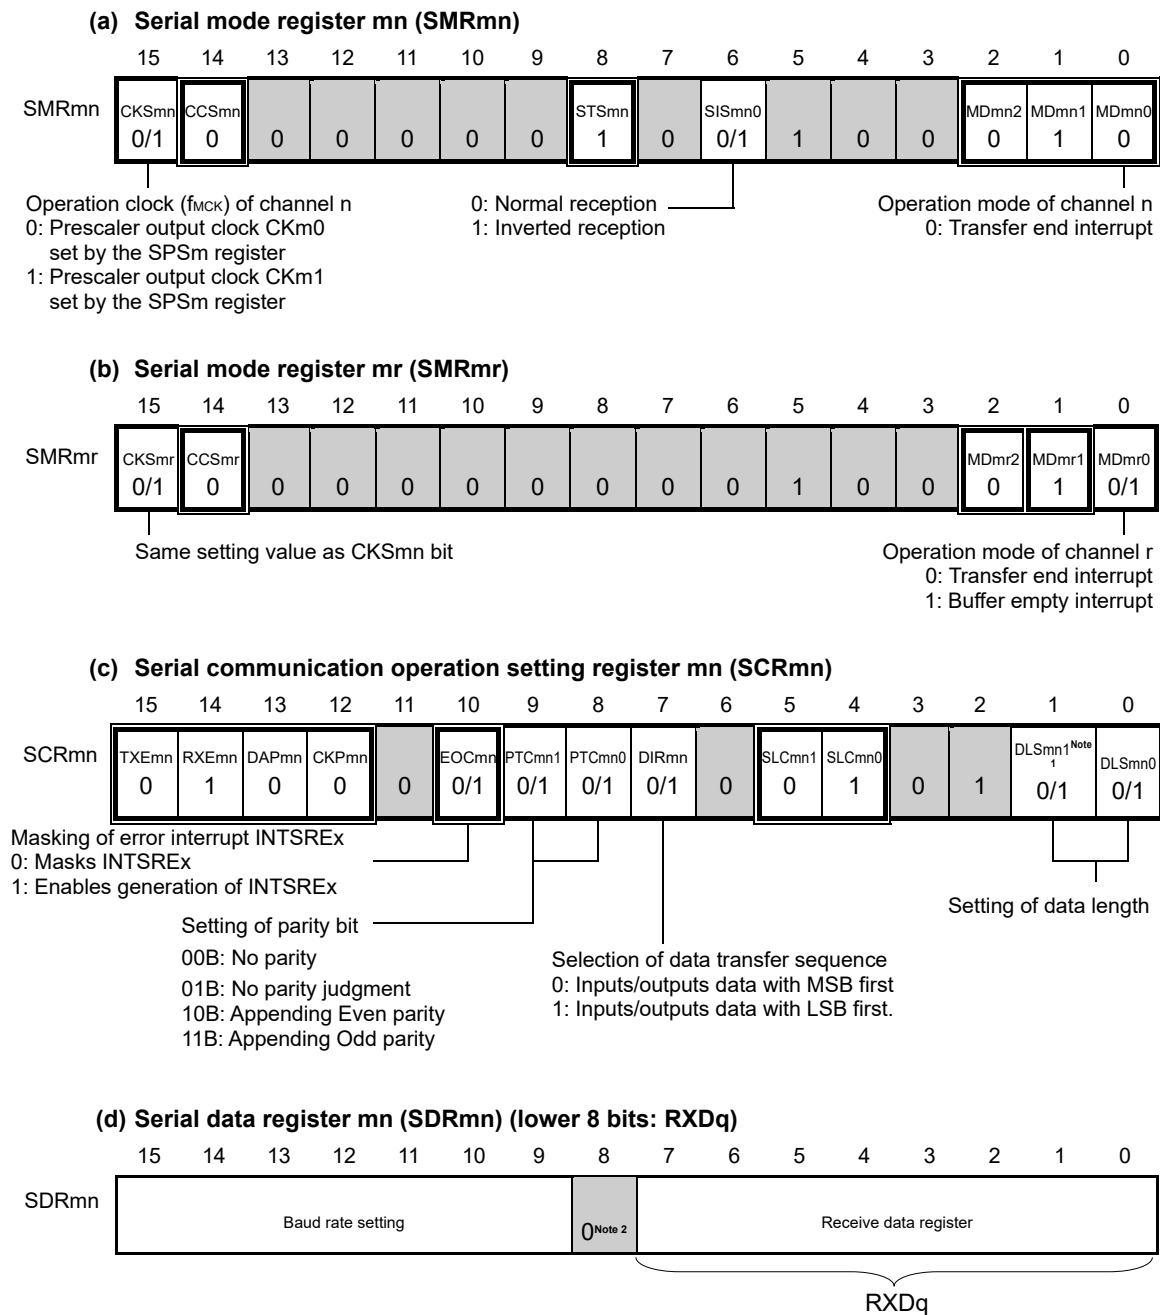 (a) Serial mode register mn (SMRmn)
15 14 13 12 11 10 9 8 7 6 5 4 3 2 1 0
SMRmn CKSmn CCSmn STSmn SISmn0 MDmn2 MDmn1 MDmn0
0/1 0 0 0 0 0 0 1 0 0/1 1 0 0 0 1 0
Operation clock (fMCK) of channel n
0: Prescaler output clock CKm0
set by the SPSm register
1: Prescaler output clock CKm1
set by the SPSm register
0: Normal reception
1: Inverted reception
Operation mode of channel n
0: Transfer end interrupt
(b) Serial mode register mr (SMRmr)
15 14 13 12 11 10 9 8 7 6 5 4 3 2 1 0
SMRmr CKSmr CCSmr MDmr2 MDmr1 MDmr0
0/1 0 0 0 0 0 0 0 0 0 1 0 0 0 1 0/1
Same setting value as CKSmn bit
Operation mode of channel r
0: Transfer end interrupt
1: Buffer empty interrupt
(c) Serial communication operation setting register mn (SCRmn)
15 14 13 12 11 10 9 8 7 6 5 4 3 2 1 0
SCRmn TXEmn RXEmn DAPmn CKPmn EOCmn PTCmn1 PTCmn0 DIRmn SLCmn1 SLCmn0 DLSmn1 Note 1 DLSmn0
0 1 0 0 0 0/1 0/1 0/1 0/1 0 0 1 0 1 0/1 0/1
Masking of error interrupt INTSREx
0: Masks INTSREx
1: Enables generation of INTSREx
Setting of parity bit
00B: No parity
01B: No parity judgment
10B: Appending Even parity
11B: Appending Odd parity
Selection of data transfer sequence
0: Inputs/outputs data with MSB first
1: Inputs/outputs data with LSB first.
Setting of data length
(d) Serial data register mn (SDRmn) (lower 8 bits: RXDq)
15 14 13 12 11 10 9 8 7 6 5 4 3 2 1 0
SDRmn Baud rate setting 0 Note 2 Receive data register
RXDq